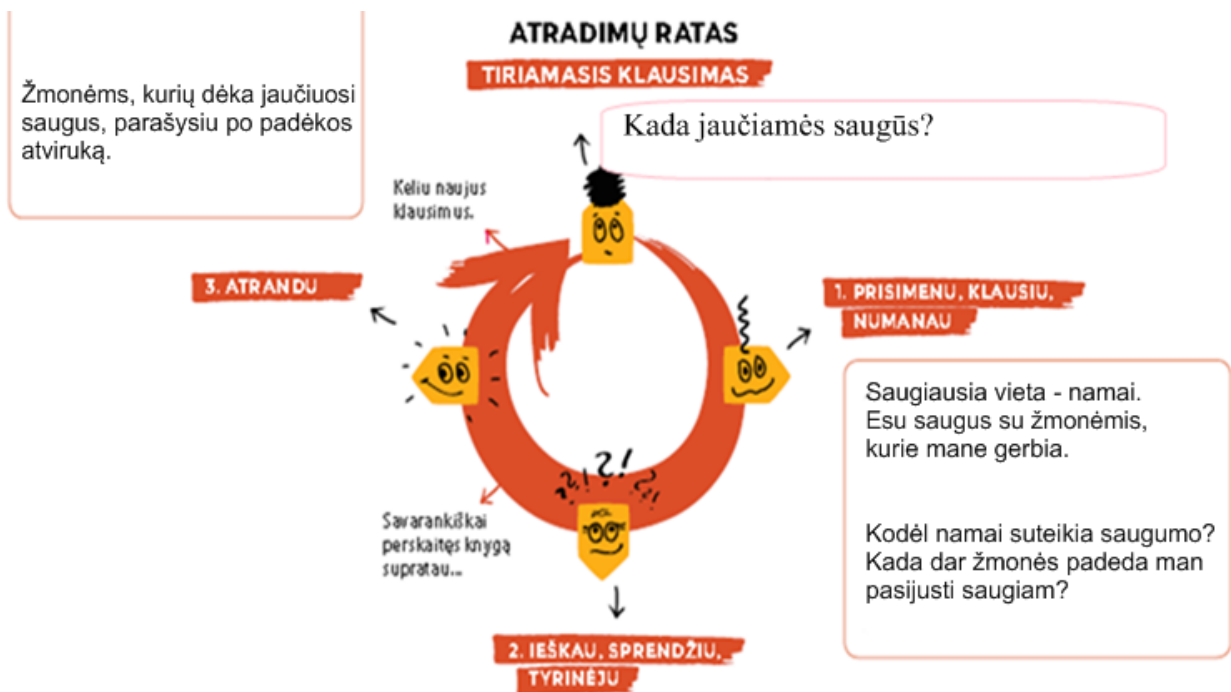 ATRADIMŲ RATAS
TIRIAMASIS KLAUSIMAS
Žmonėms, kurių dėka jaučiuosi
saugus, parašysiu po padėkos
atviruką.
Kada jaučiamės saugūs?
Keliu naujus
klausimus.
3. ATRANDU
1. PRISIMENU, KLAUSIU,
NUMANAU
Saugiausia vieta - namai.
Esu saugus su žmonėmis,
kurie mane gerbia.
Kodėl namai suteikia saugumo?
Kada dar žmonės padeda man
pasijusti saugiam?
?! ?! ?!
Savarankiškai
perskaitęs knygą
supratau...
2. IEŠKAU, SPRENDŽIU,
TYRINĖJU